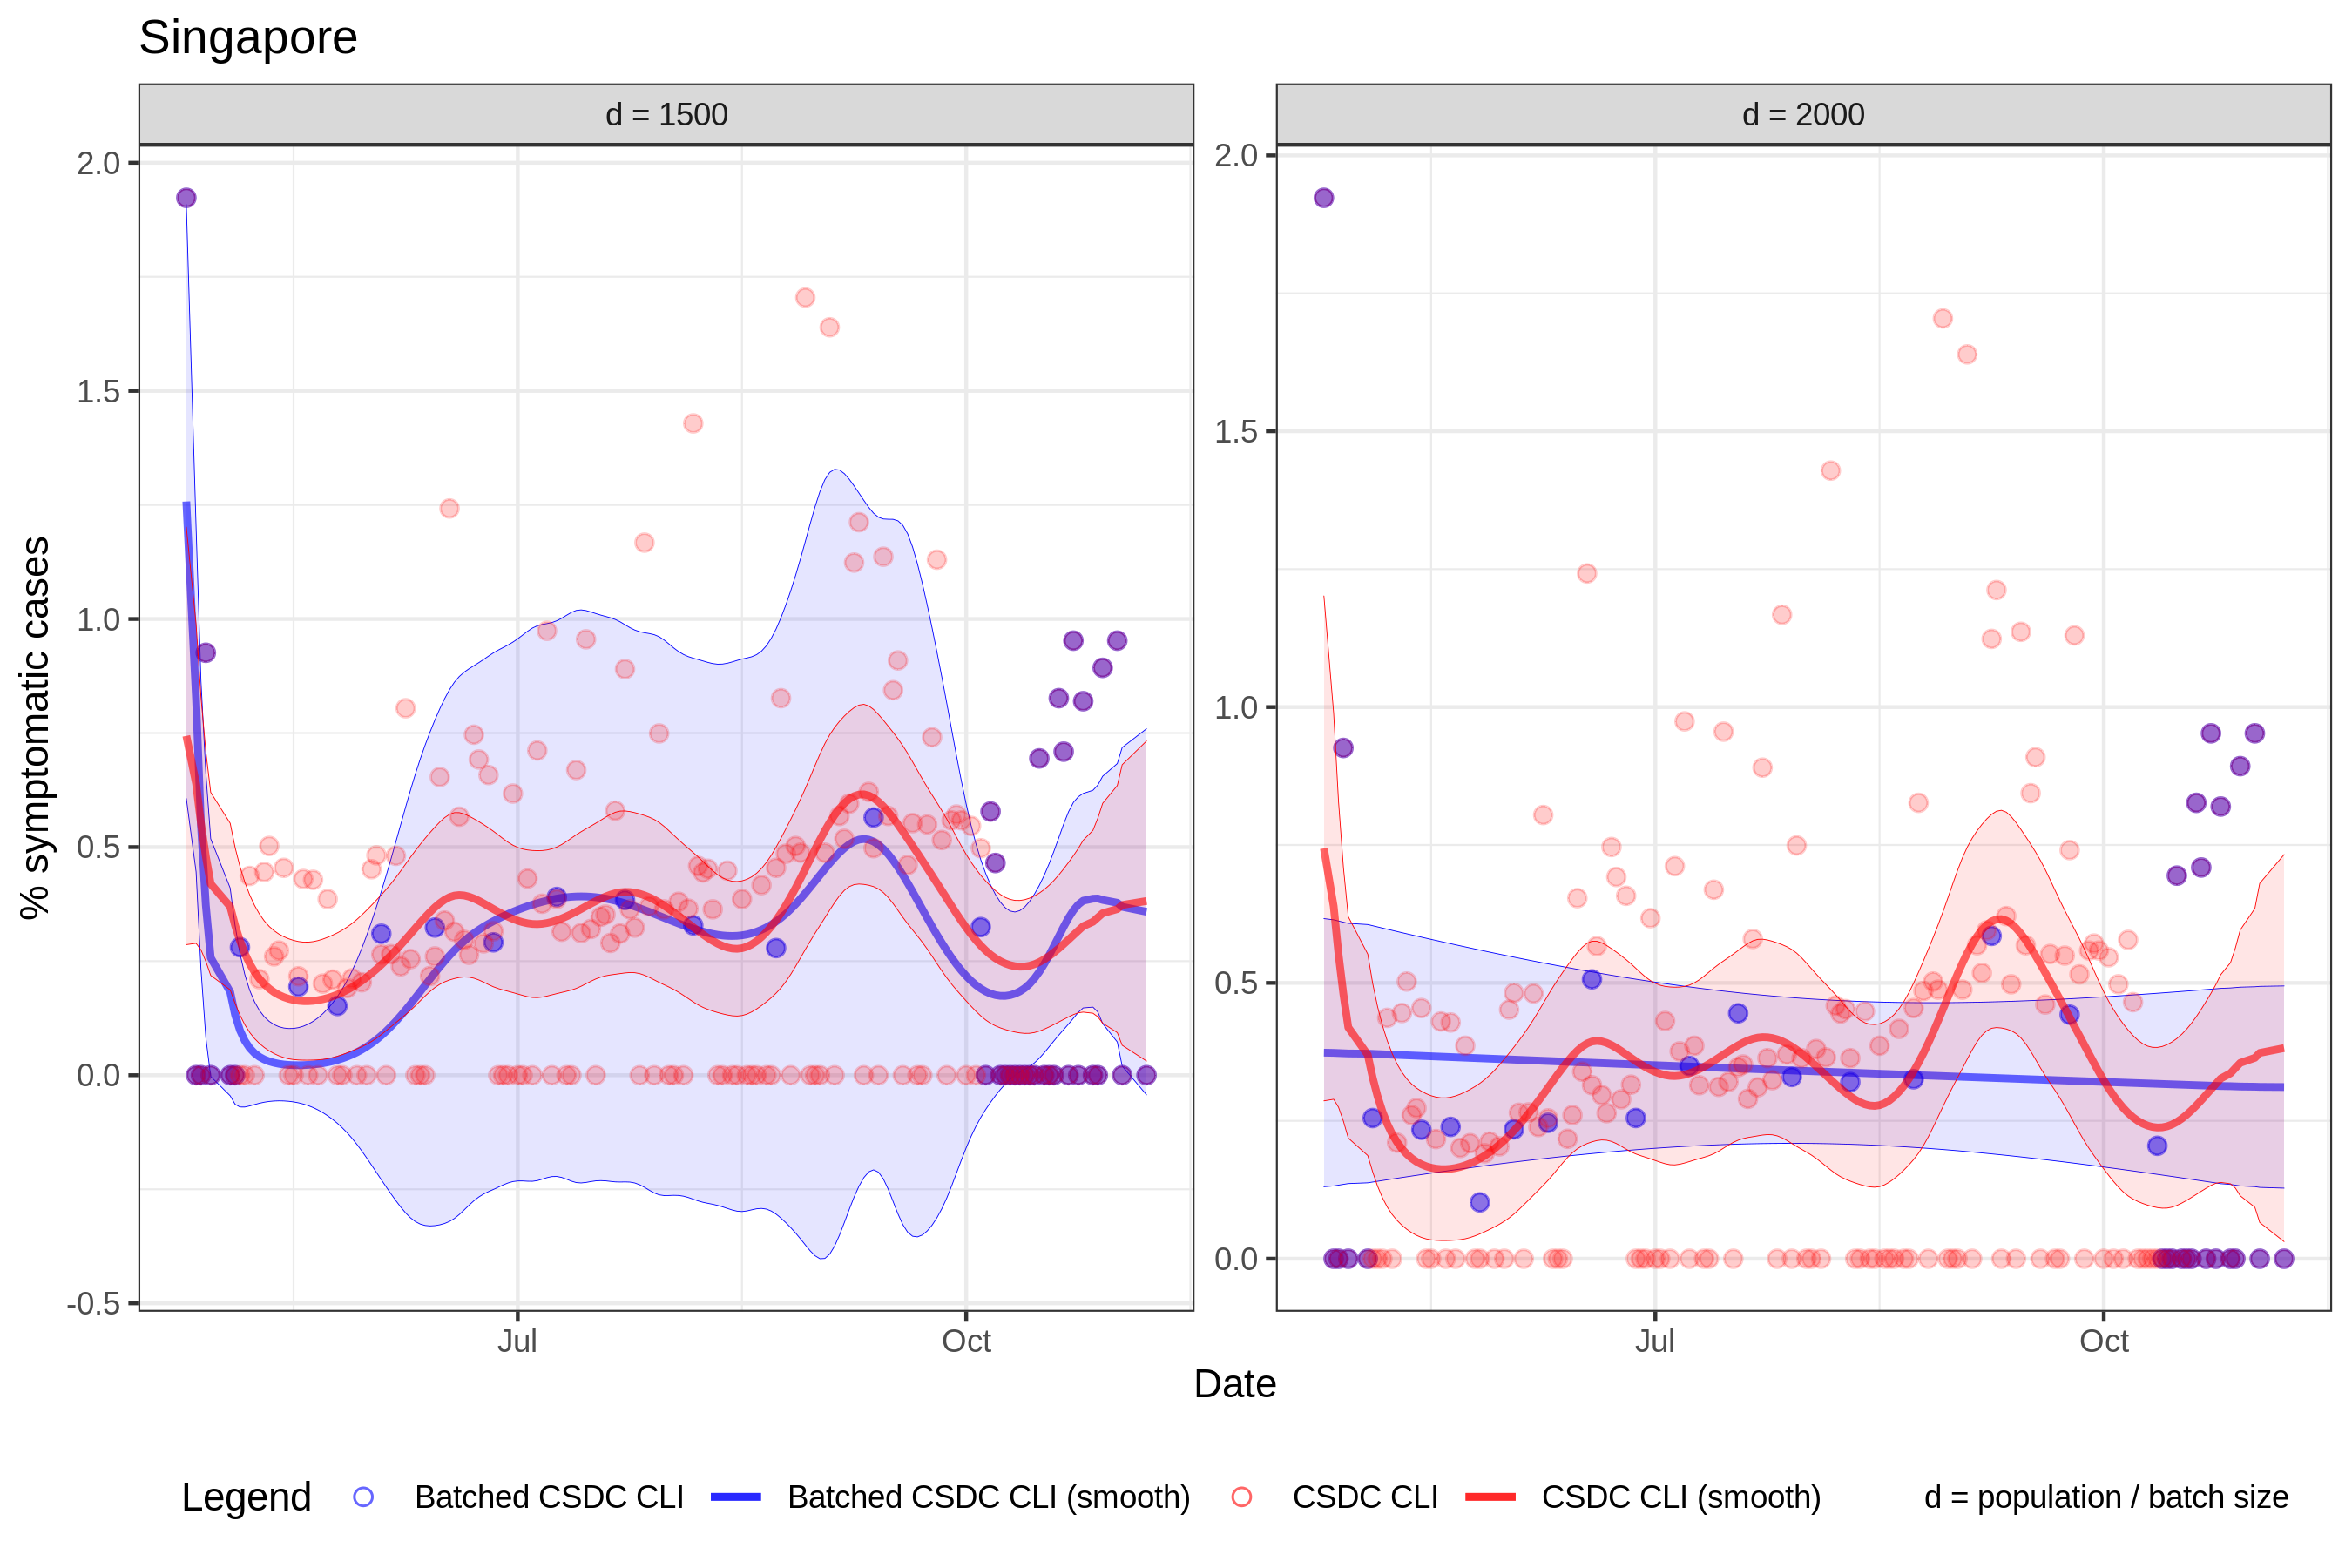 Singapore
d = 1500
d = 2000
% symptomatic cases
2.0
1.5
1.0
0.5
0.0
-0.5
2.0
1.5
1.0
0.5
0.0
Jul
Oct
Jul
Oct
Date
Legend
Batched CSDC CLI
Batched CSDC CLI (smooth)
CSDC CLI
CSDC CLI (smooth)
d = population / batch size